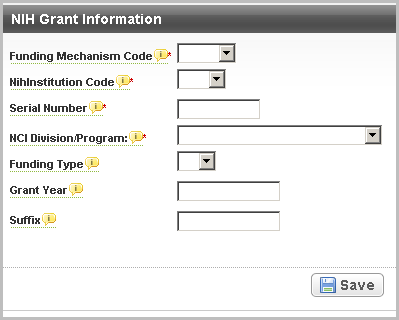 NIH Grant Information
Funding Mechanism Code i *
NihInstitution Code i *
Serial Number i *
NCI Division/Program: i *
Funding Type i
Grant Year i
Suffix i
Save